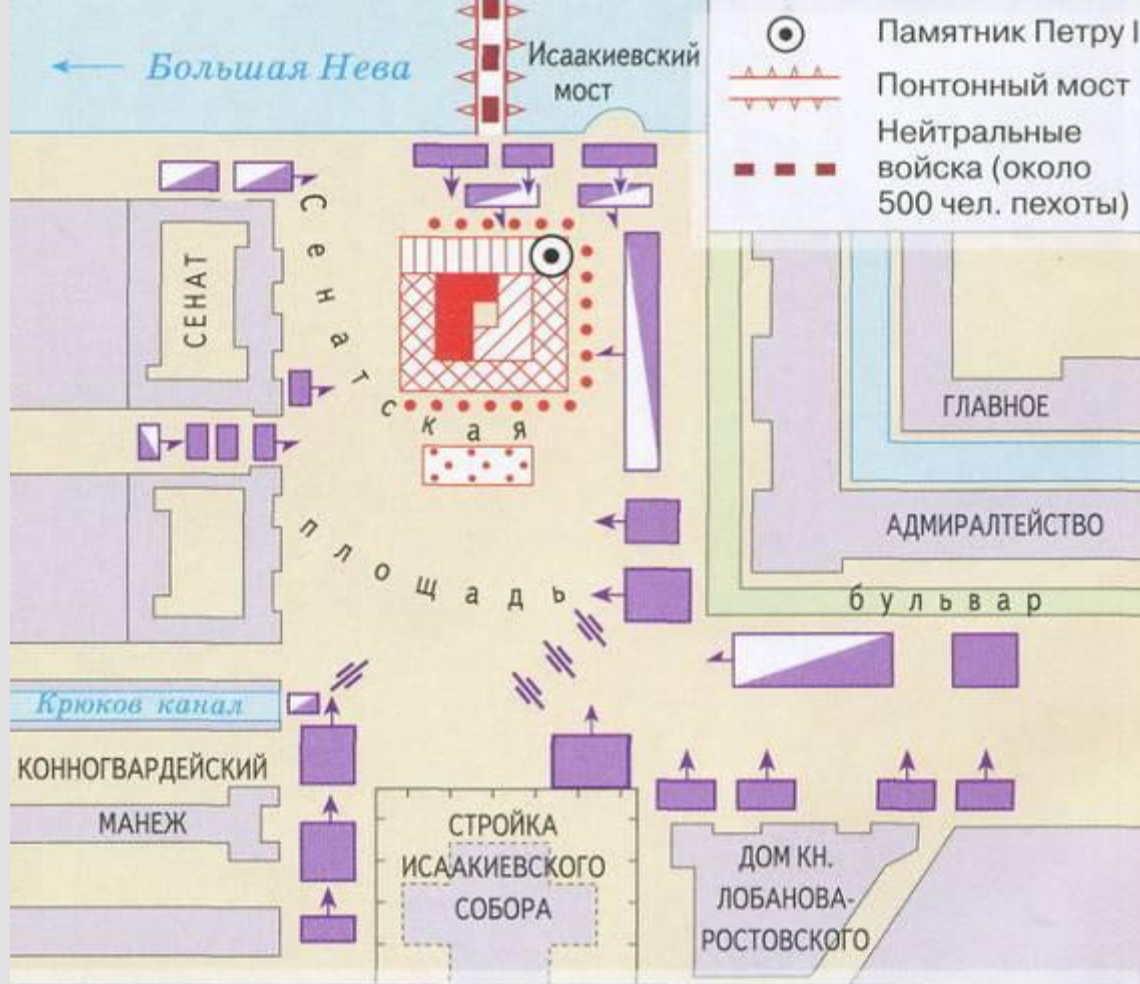 Большая Нева
Исаакиевский
мост
Памятник Петру I
Понтонный мост
Нейтральные
войска (около
500 чел. пехоты)
СЕНАТ
Сенатская
площадь
ГЛАВНОЕ
АДМИРАЛТЕЙСТВО
бульвар
Крюков канал
КОННОГВАРДЕЙСКИЙ
МАНЕЖ
СТРОЙКА
ИСААКИЕВСКОГО
СОБОРА
ДОМ КН.
ЛОБАНОВА-
РОСТОВСКОГО